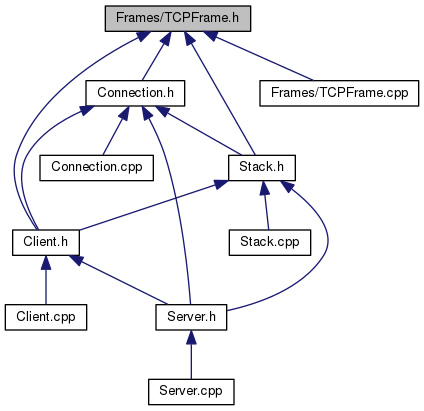 Frames/TCPFrame.h
Connection.h
Frames/TCPFrame.cpp
Connection.cpp
Stack.h
Client.h
Stack.cpp
Client.cpp
Server.h
Server.cpp